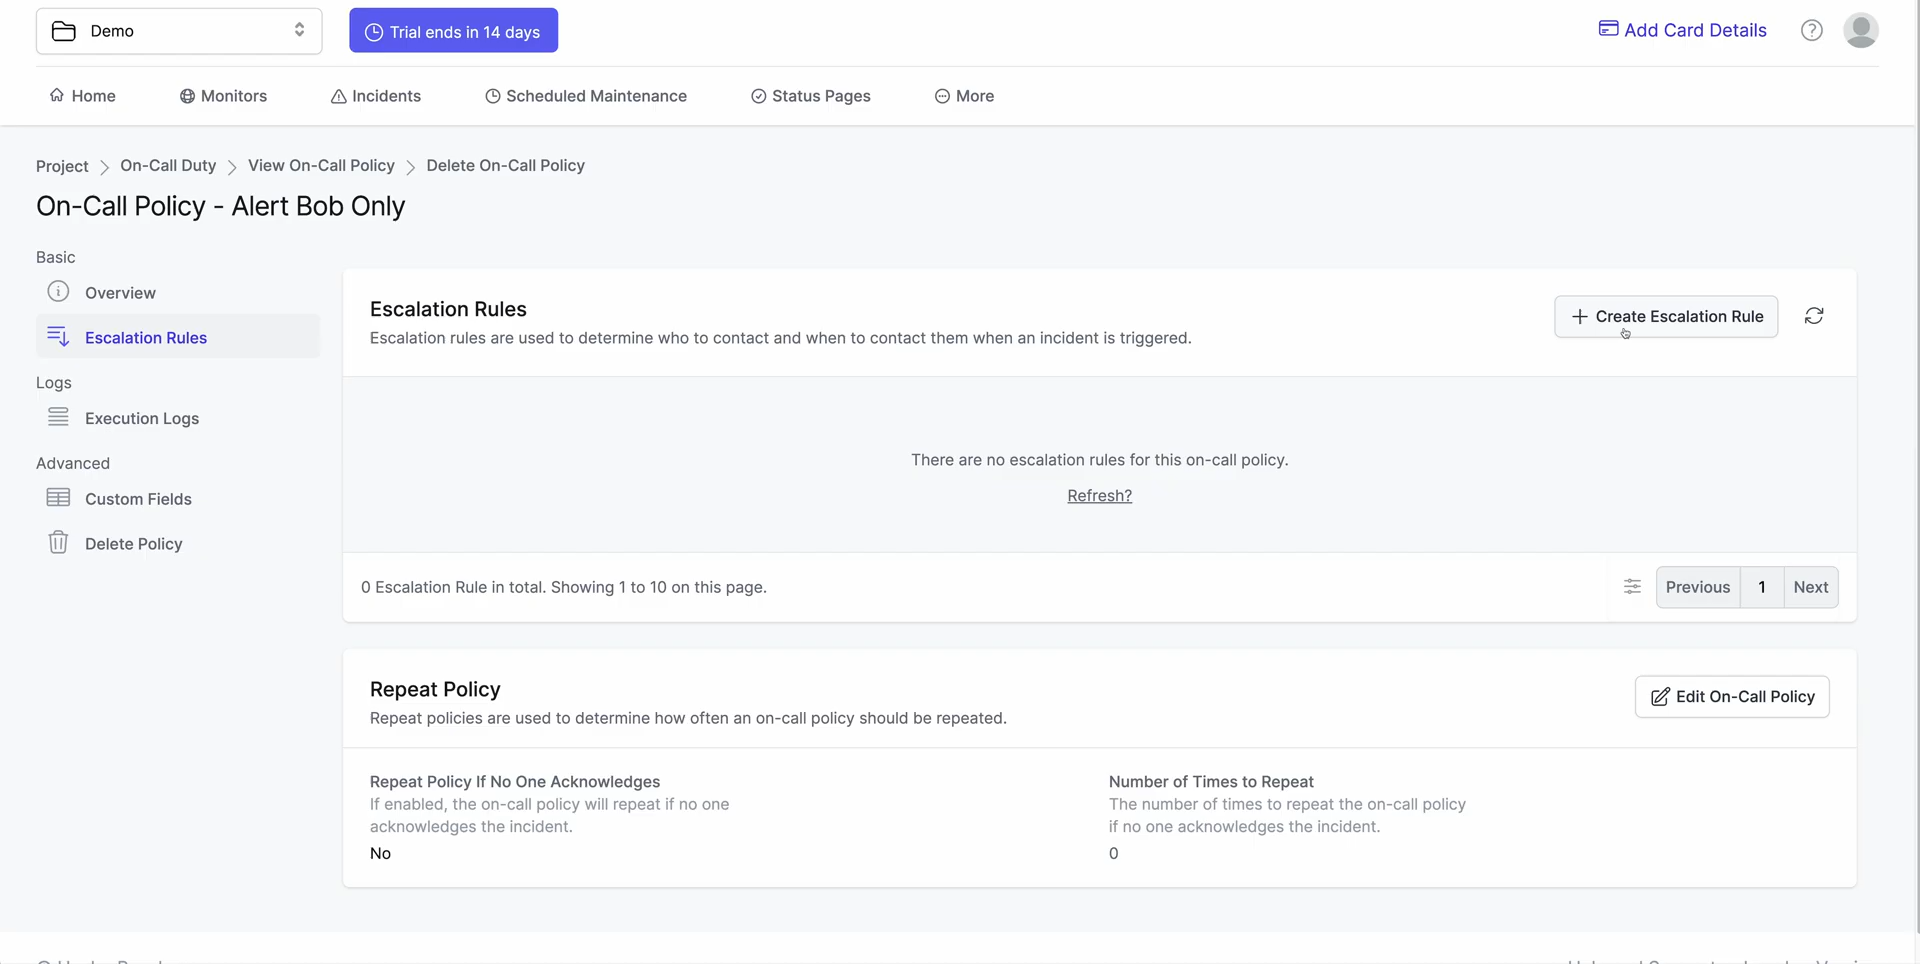 Demo
Trial ends in 14 days
Add Card Details
Home
Monitors
Incidents
Scheduled Maintenance
Status Pages
More
Project
On-Call Duty
View On-Call Policy
Delete On-Call Policy
On-Call Policy - Alert Bob Only
Basic
Overview
Escalation Rules
Logs
Execution Logs
Advanced
Custom Fields
Delete Policy
Escalation Rules
Escalation rules are used to determine who to contact and when to contact them when an incident is triggered.
+ Create Escalation Rule
There are no escalation rules for this on-call policy.
Refresh?
0 Escalation Rule in total. Showing 1 to 10 on this page.
Previous
1
Next
Repeat Policy
Repeat policies are used to determine how often an on-call policy should be repeated.
Edit On-Call Policy
Repeat Policy If No One Acknowledges
If enabled, the on-call policy will repeat if no one
acknowledges the incident.
No
Number of Times to Repeat
The number of times to repeat the on-call policy
if no one acknowledges the incident.
0